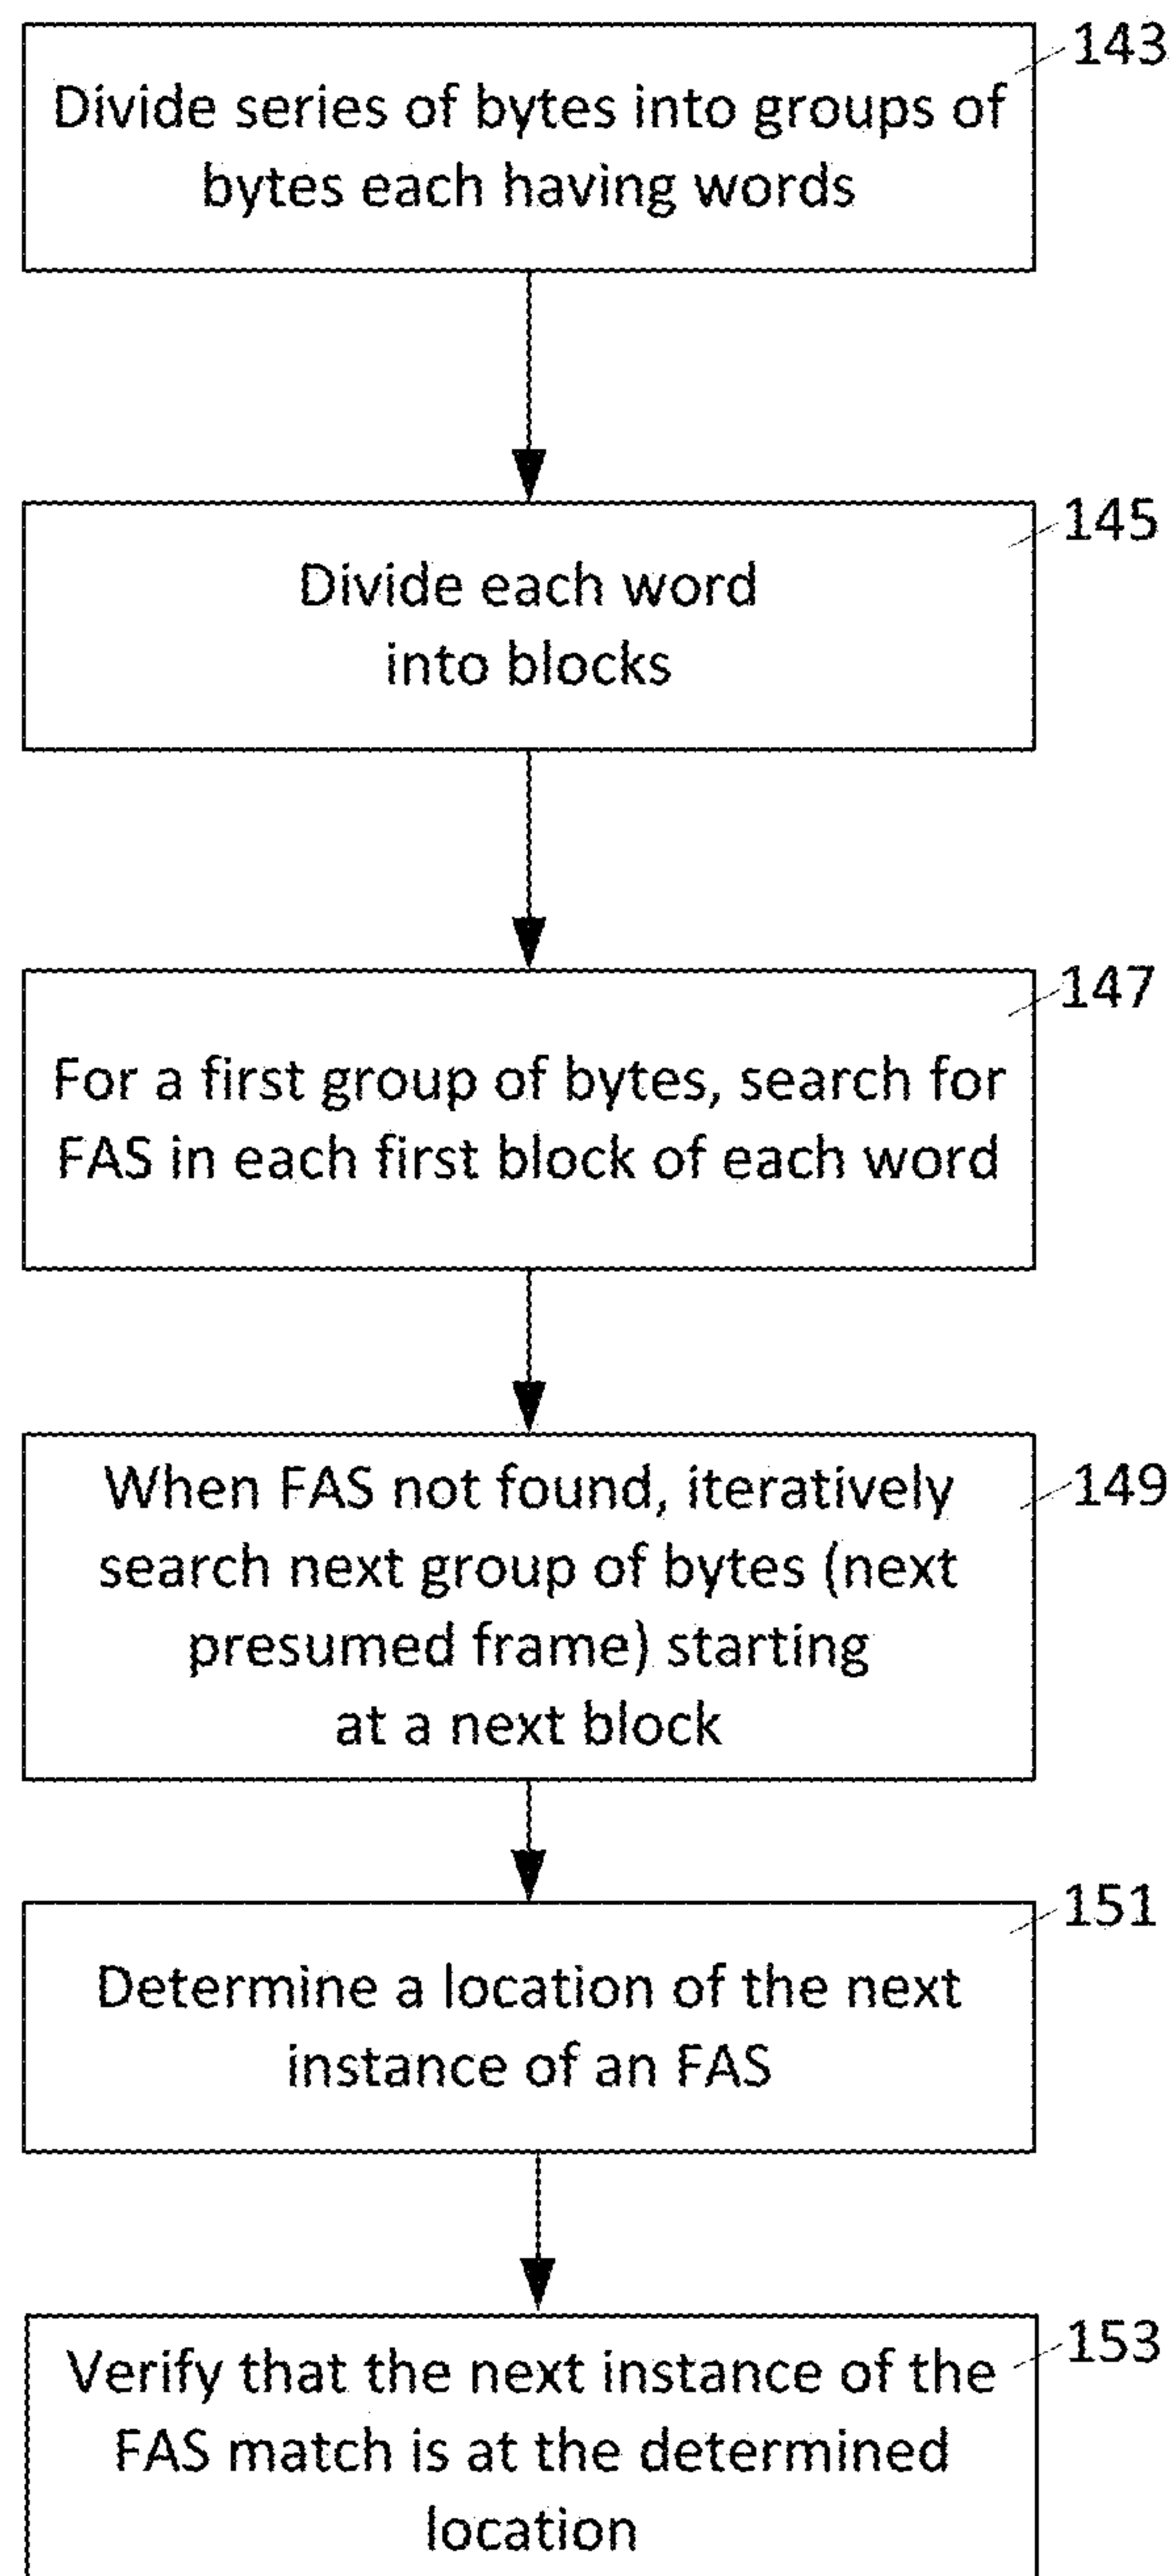 143
Divide series of bytes into groups of
bytes each having words
145
Divide each word
into blocks
147
For a first group of bytes, search for
FAS in each first block of each word
149
When FAS not found, iteratively
search next group of bytes (next
presumed frame) starting
at a next block
151
Determine a location of the next
instance of an FAS
153
Verify that the next instance of the
FAS match is at the determined
location